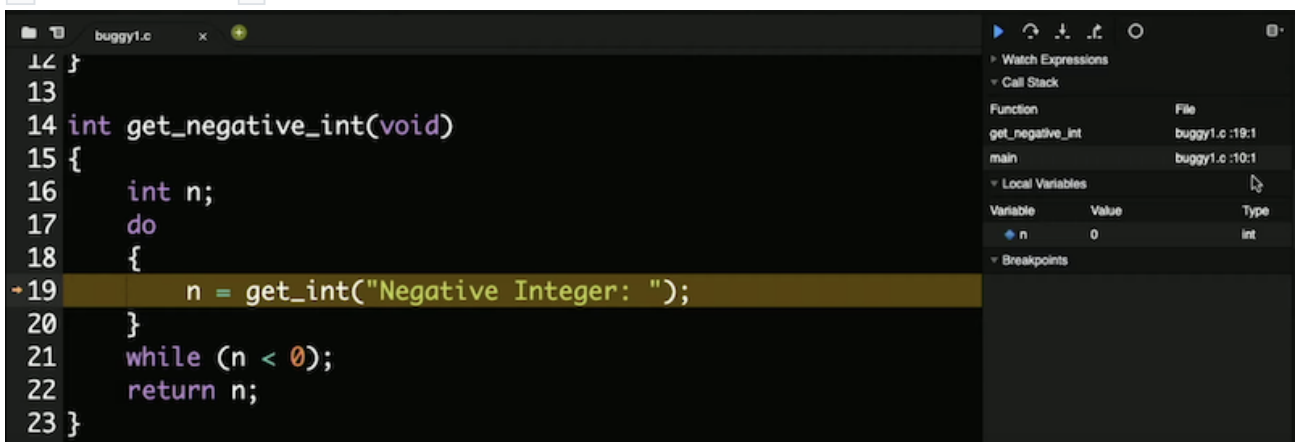 buggy1.c x
12 }
13
14 int get_negative_int(void)
15 {
16 int n;
17 do
18 {
19 n = get_int("Negative Integer: ");
20 }
21 while (n < 0);
22 return n;
23 }
Watch Expressions
Call Stack
Function File
get_negative_int buggy1.c :19:1
main buggy1.c :10:1
Local Variables
Variable Value Type
n 0 int
Breakpoints